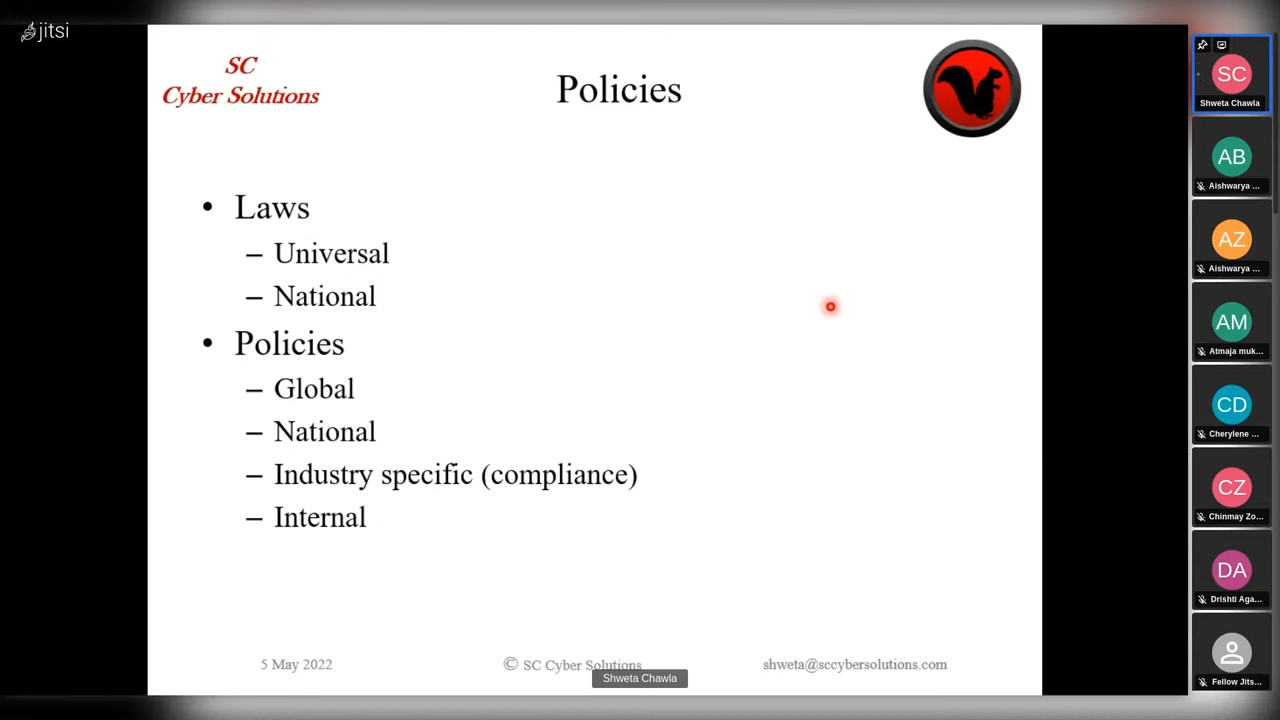 jitsi
SC
Cyber Solutions
Policies
• Laws
– Universal
– National
• Policies
– Global
– National
– Industry specific (compliance)
– Internal
5 May 2022
© SC Cyber Solutions
shweta@sccybersolutions.com
Shweta Chawla
SC
Shweta Chawla
AB
Aishwarya ...
AZ
Aishwarya ...
AM
Atmaja muk...
CD
Cherylene ...
CZ
Chinmay Zo...
DA
Drishti Aga...
Fellow Jits...